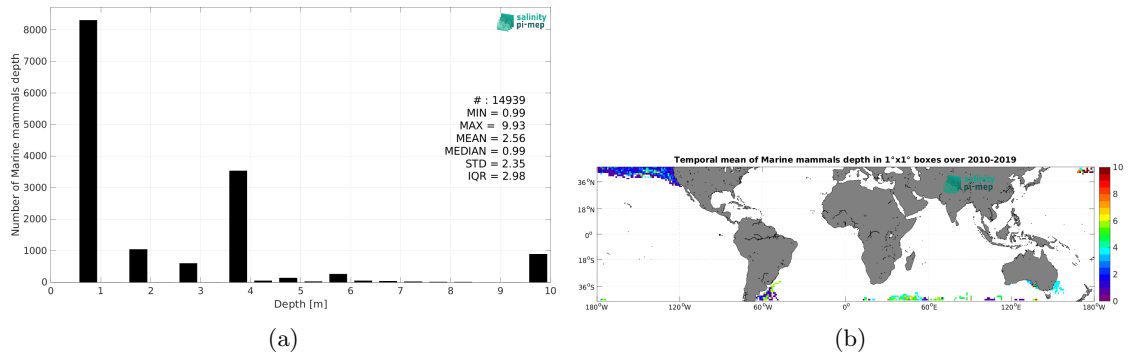 salinity
pi-mep
8000
7000
6000
5000
4000
3000
2000
1000
0
Number of Marine mammals depth
# : 14939
MIN = 0.99
MAX = 9.93
MEAN = 2.56
MEDIAN = 0.99
STD = 2.35
IQR = 2.98
0 1 2 3 4 5 6 7 8 9 10
Depth [m]
(a)
Temporal mean of Marine mammals depth in 1°x1° boxes over 2010-2019
salinity
pi-mep
36°N
18°N
0°
18°S
36°S
180°W 120°W 60°W 0° 60°E 120°E 180°W
10
8
6
4
2
0
(b)